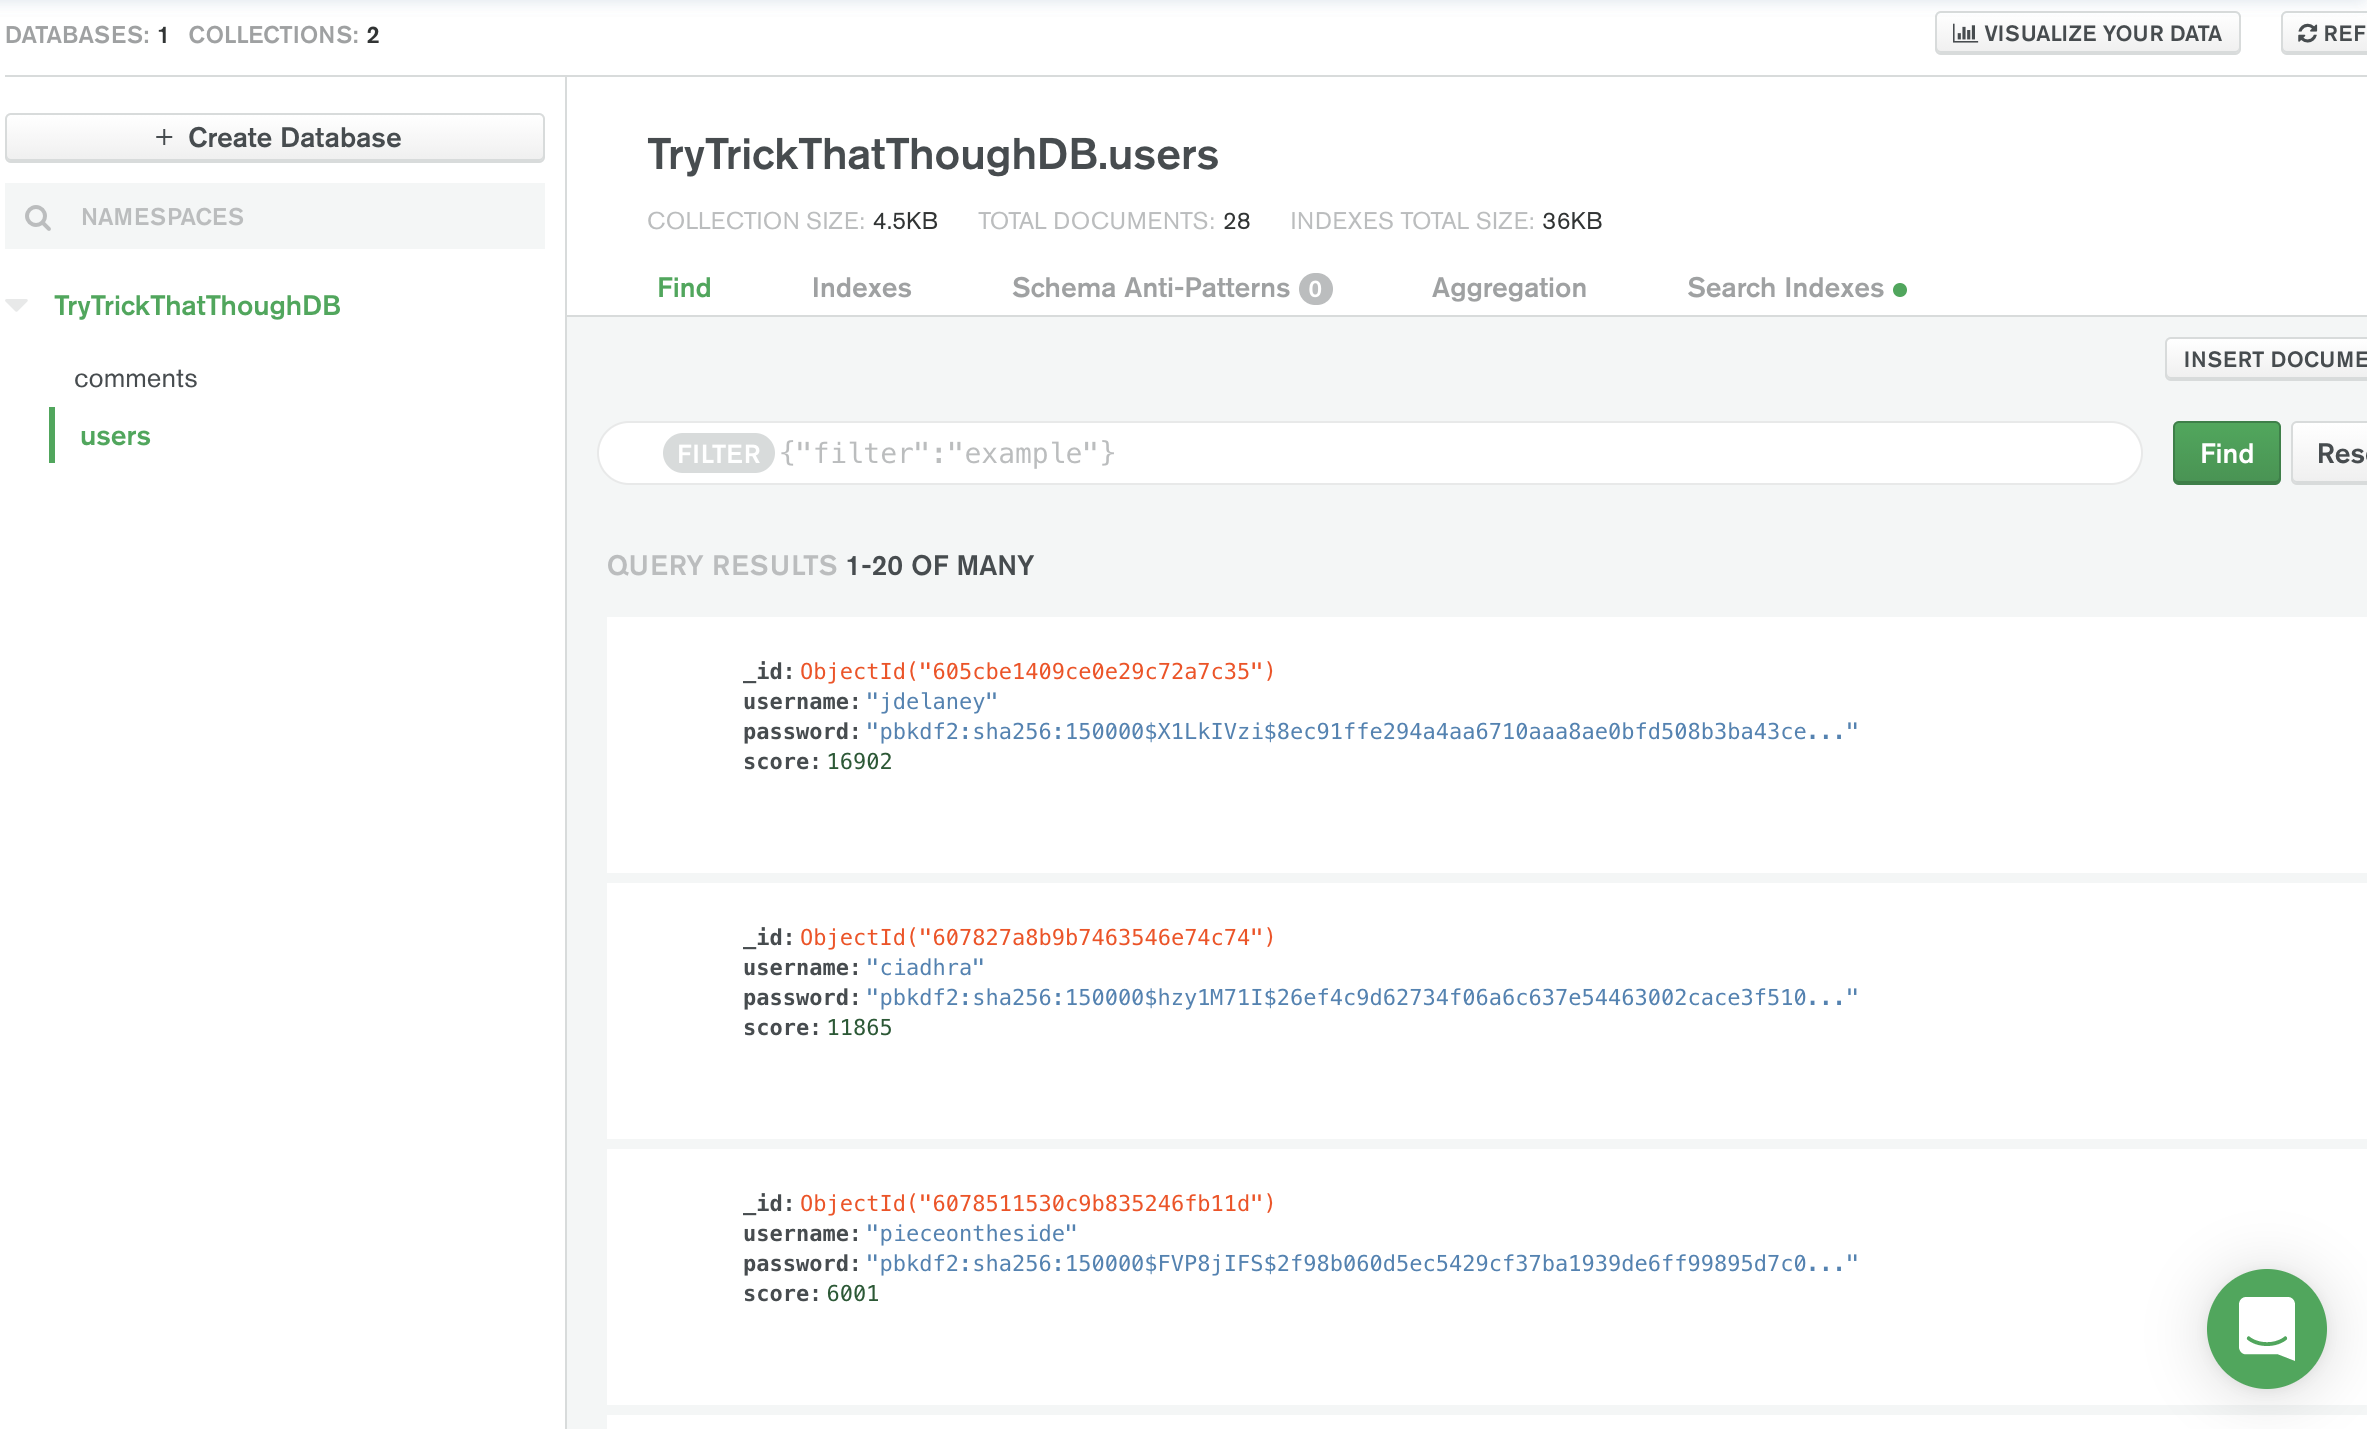 DATABASES: 1 COLLECTIONS: 2
VISUALIZE YOUR DATA
REF
+ Create Database
NAMESPACES
TryTrickThatThoughDB
comments
users
TryTrickThatThoughDB.users
COLLECTION SIZE: 4.5KB TOTAL DOCUMENTS: 28 INDEXES TOTAL SIZE: 36KB
Find Indexes Schema Anti-Patterns 0 Aggregation Search Indexes
INSERT DOCUME
FILTER {"filter":"example"}
Find
Res
QUERY RESULTS 1-20 OF MANY
_id: ObjectId("605cbe1409ce0e29c72a7c35")
username: "jdelaney"
password: "pbkdf2:sha256:150000$X1LkIVzi$8ec91ffe294a4aa6710aaa8ae0bfd508b3ba43ce..."
score: 16902
_id: ObjectId("607827a8b9b7463546e74c74")
username: "ciadhra"
password: "pbkdf2:sha256:150000$hzy1M71I$26ef4c9d62734f06a6c637e54463002cace3f510..."
score: 11865
_id: ObjectId("6078511530c9b835246fb11d")
username: "pieceontheside"
password: "pbkdf2:sha256:150000$FVP8jIFS$2f98b060d5ec5429cf37ba1939de6ff99895d7c0..."
score: 6001